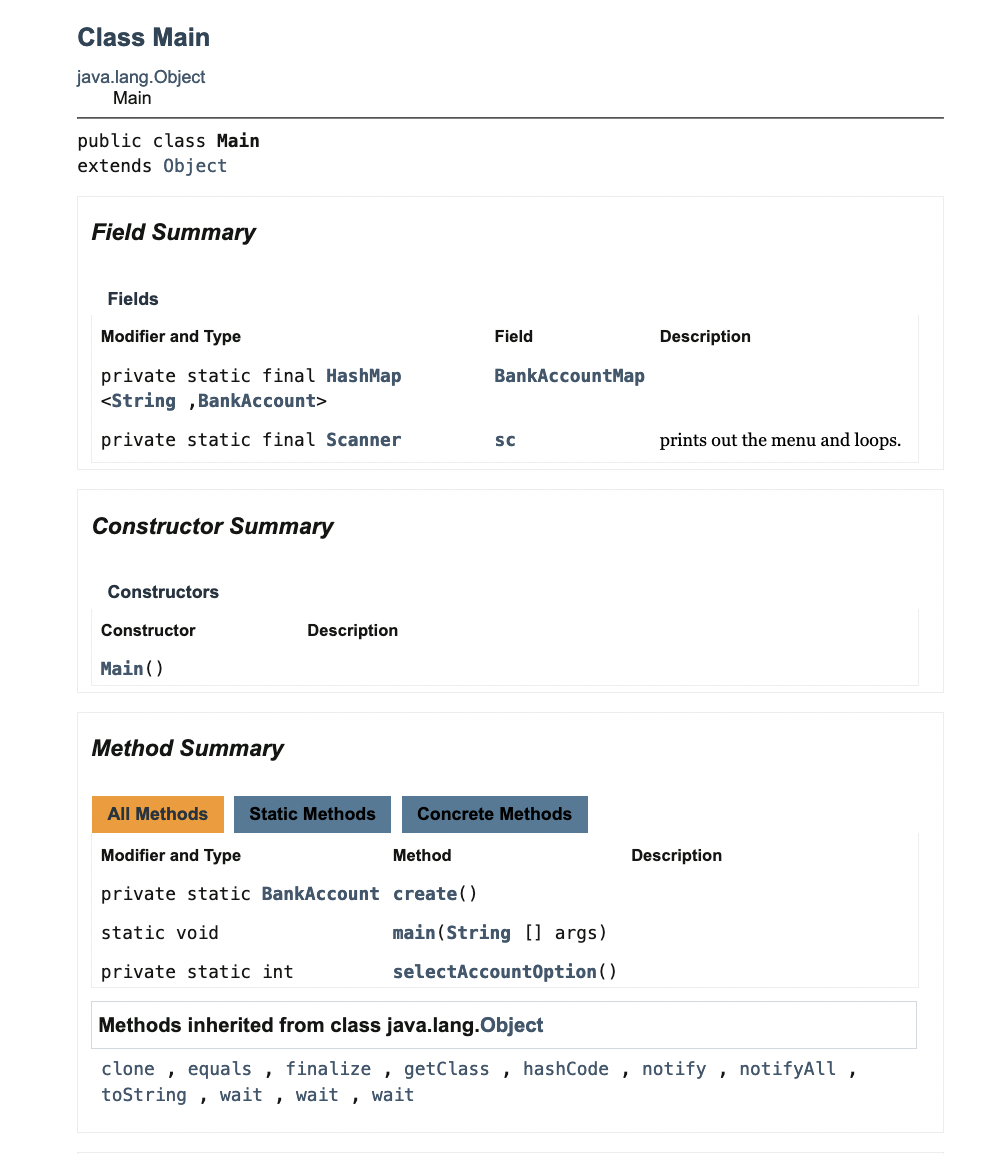 Class Main
java.lang.Object
Main
public class Main
extends Object
Field Summary
Fields
Modifier and Type Field Description
private static final HashMap BankAccountMap
<String ,BankAccount>
private static final Scanner sc prints out the menu and loops.
Constructor Summary
Constructors
Constructor Description
Main()
Method Summary
All Methods Static Methods Concrete Methods
Modifier and Type Method Description
private static BankAccount create()
static void main(String [] args)
private static int selectAccountOption()
Methods inherited from class java.lang.Object
clone , equals , finalize , getClass , hashCode , notify , notifyAll ,
toString , wait , wait , wait